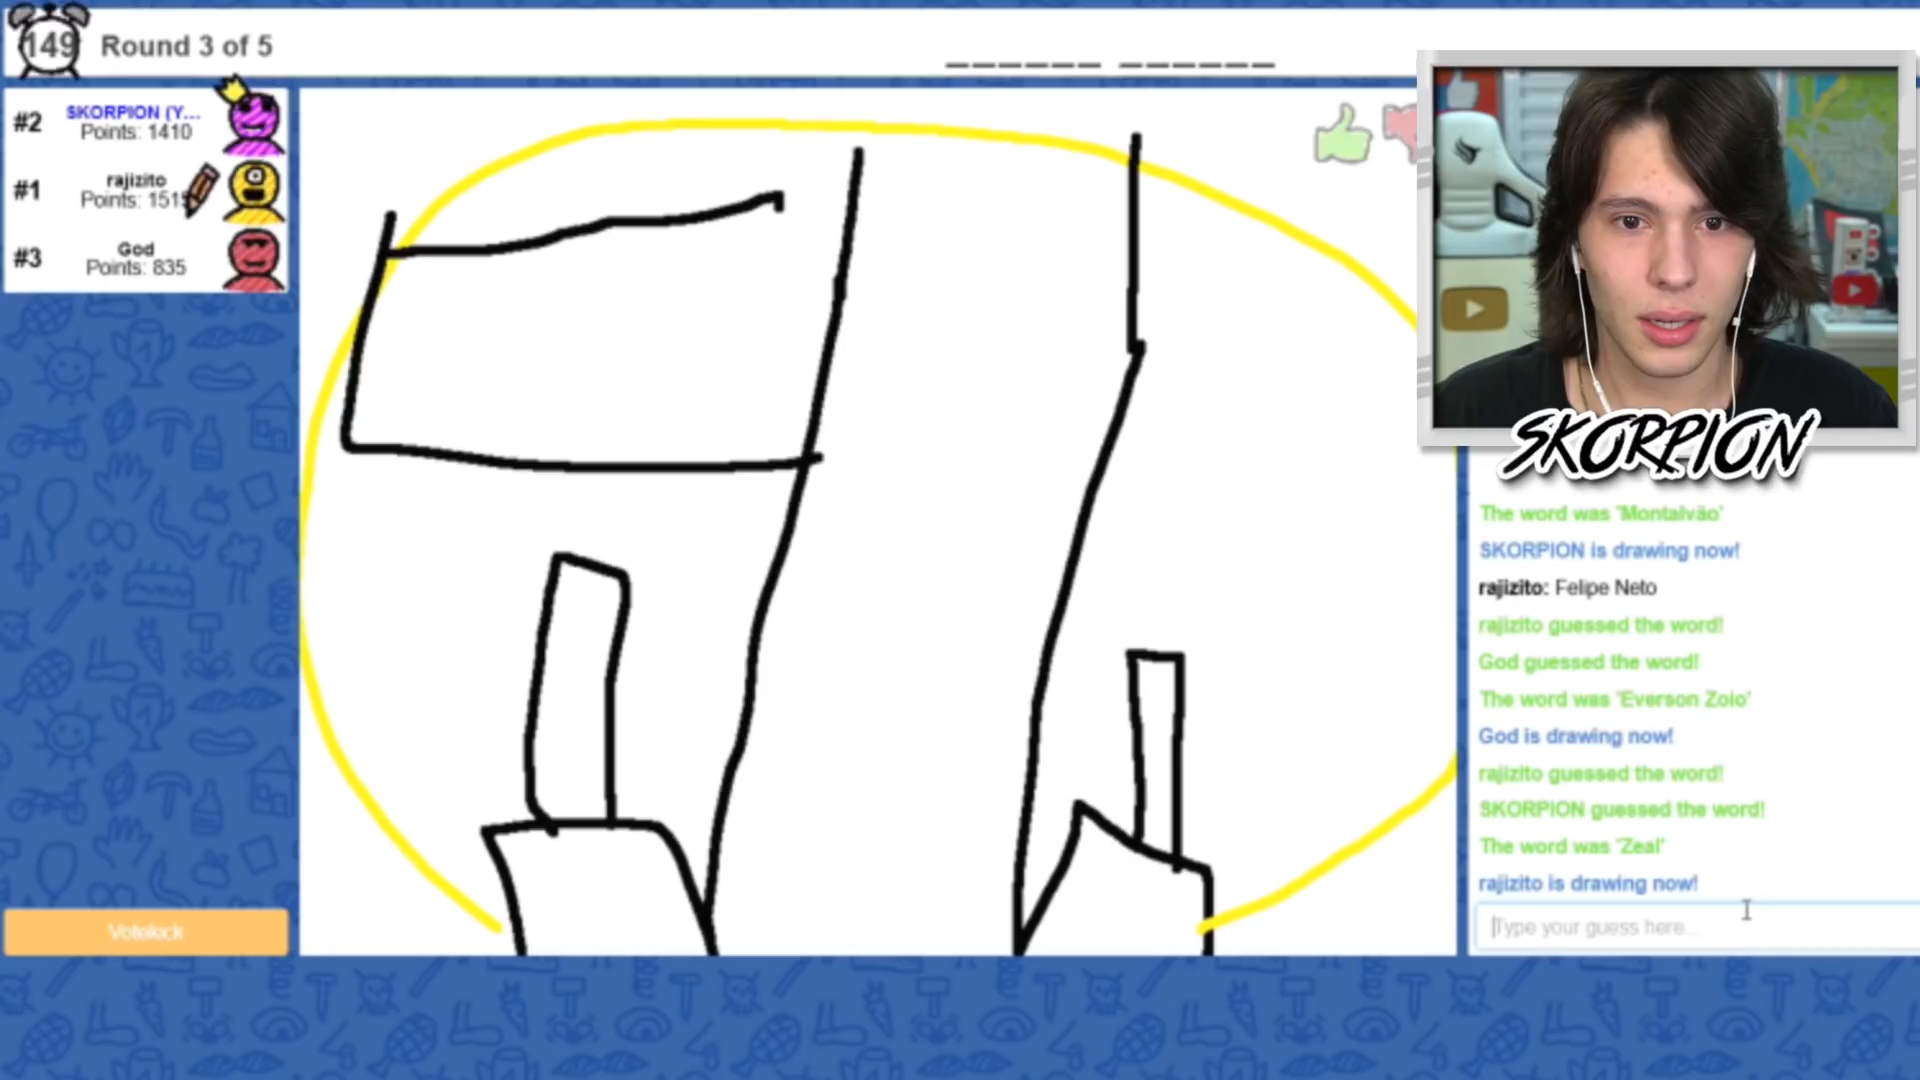 149 Round 3 of 5
______ ______
#2 SKORPION (Y...
Points: 1410
#1 rajizito
Points: 1515
#3 God
Points: 835
SKORPION
The word was 'Montalvão'
SKORPION is drawing now!
rajizito: Felipe Neto
rajizito guessed the word!
God guessed the word!
The word was 'Everson Zoio'
God is drawing now!
rajizito guessed the word!
SKORPION guessed the word!
The word was 'Zeal'
rajizito is drawing now!
Type your guess here...
Votekick